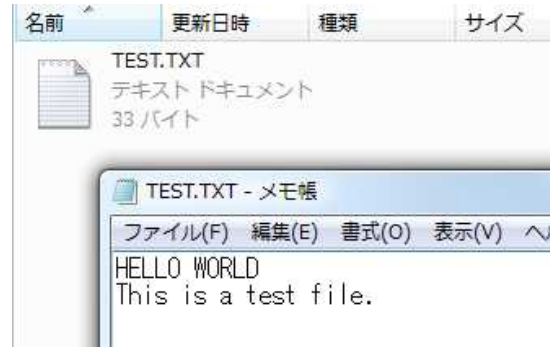 名前 更新日時 種類 サイズ
TEST.TXT
テキスト ドキュメント
33 バイト
TEST.TXT - メモ帳
ファイル(F) 編集(E) 書式(O) 表示(V)
HELLO WORLD
This is a test file.